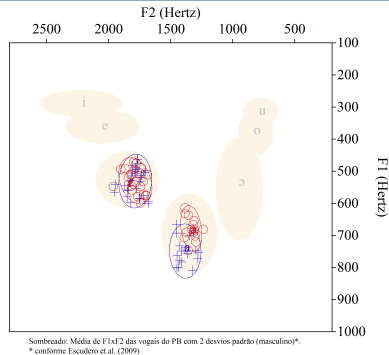 F2 (Hertz)
2500 2000 1500 1000 500
100
200
300
400
500
600
700
800
900
1000
F1 (Hertz)
i
e
u
o
ɔ
a
a
Sombreado: Média de F1xF2 das vogais do PB com 2 desvios padrão (masculino)*.
* conforme Escudero et al. (2009)